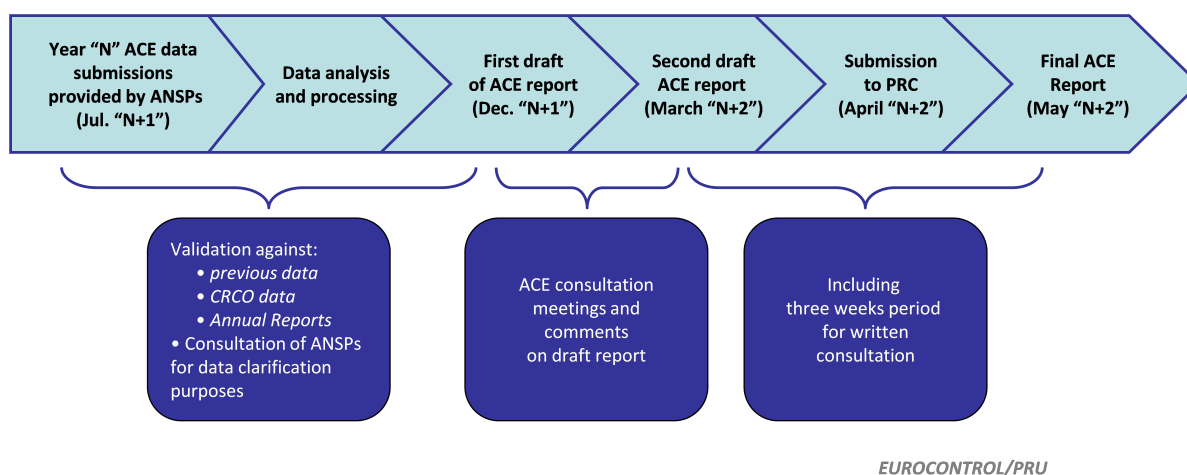 Year “N” ACE data
submissions
provided by ANSPs
(Jul. “N+1”)
Data analysis
and processing
First draft
of ACE report
(Dec. “N+1”)
Second draft
ACE report
(March “N+2”)
Submission
to PRC
(April “N+2”)
Final ACE
Report
(May “N+2”)
Validation against:
• previous data
• CRCO data
• Annual Reports
• Consultation of ANSPs
for data clarification
purposes
ACE consultation
meetings and
comments
on draft report
Including
three weeks period
for written
consultation
EUROCONTROL/PRU